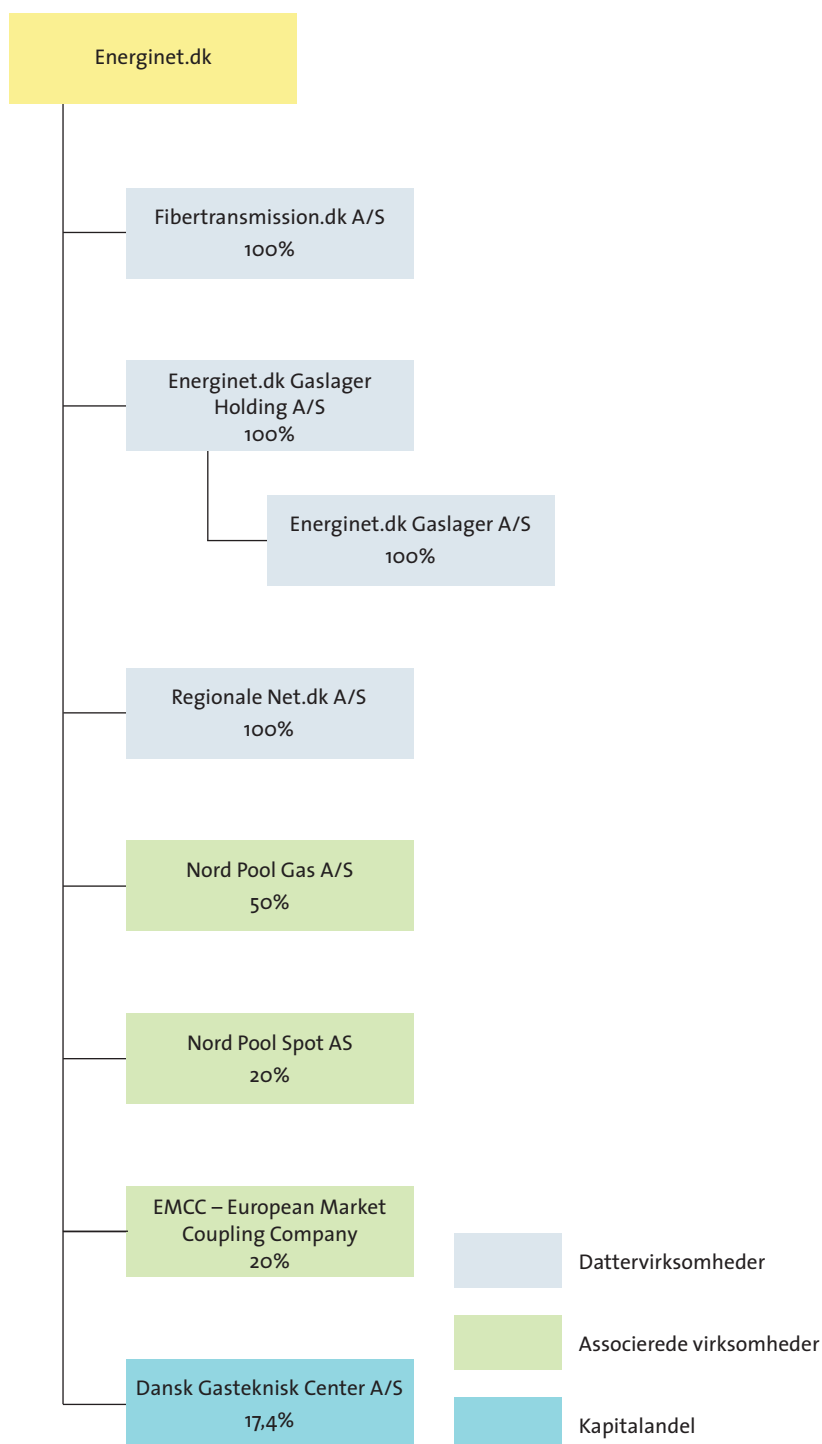 Energinet.dk
Fibertransmission.dk A/S
100%
Energinet.dk Gaslager
Holding A/S
100%
Energinet.dk Gaslager A/S
100%
Regionale Net.dk A/S
100%
Nord Pool Gas A/S
50%
Nord Pool Spot AS
20%
EMCC – European Market
Coupling Company
20%
Dansk Gasteknisk Center A/S
17,4%
Dattervirksomheder
Associerede virksomheder
Kapitalandel